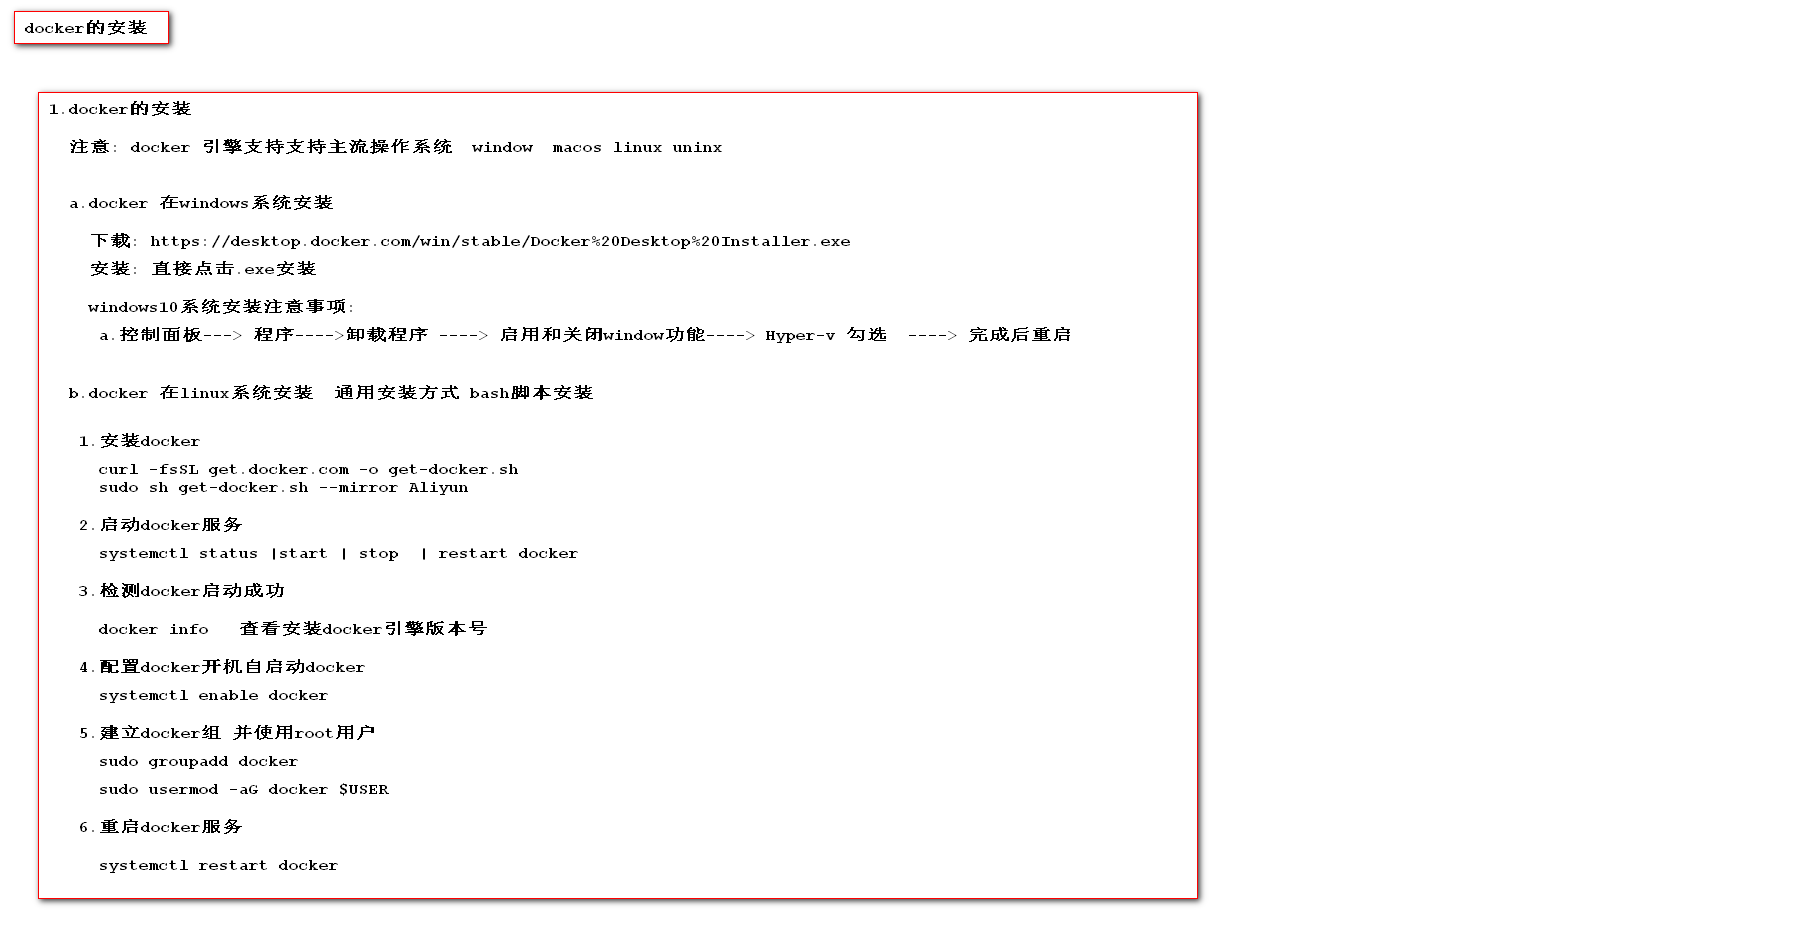 docker的安装
1.docker的安装
注意: docker 引擎支持支持主流操作系统 window macos linux uninx
a.docker 在windows系统安装
下载: https://desktop.docker.com/win/stable/Docker%20Desktop%20Installer.exe
安装: 直接点击.exe安装
windows10系统安装注意事项:
a.控制面板---> 程序---->卸载程序 ----> 启用和关闭window功能----> Hyper-v 勾选 ----> 完成后重启
b.docker 在linux系统安装 通用安装方式 bash脚本安装
1.安装docker
curl -fsSL get.docker.com -o get-docker.sh
sudo sh get-docker.sh --mirror Aliyun
2.启动docker服务
systemctl status |start | stop | restart docker
3.检测docker启动成功
docker info 查看安装docker引擎版本号
4.配置docker开机自启动docker
systemctl enable docker
5.建立docker组 并使用root用户
sudo groupadd docker
sudo usermod -aG docker $USER
6.重启docker服务
systemctl restart docker